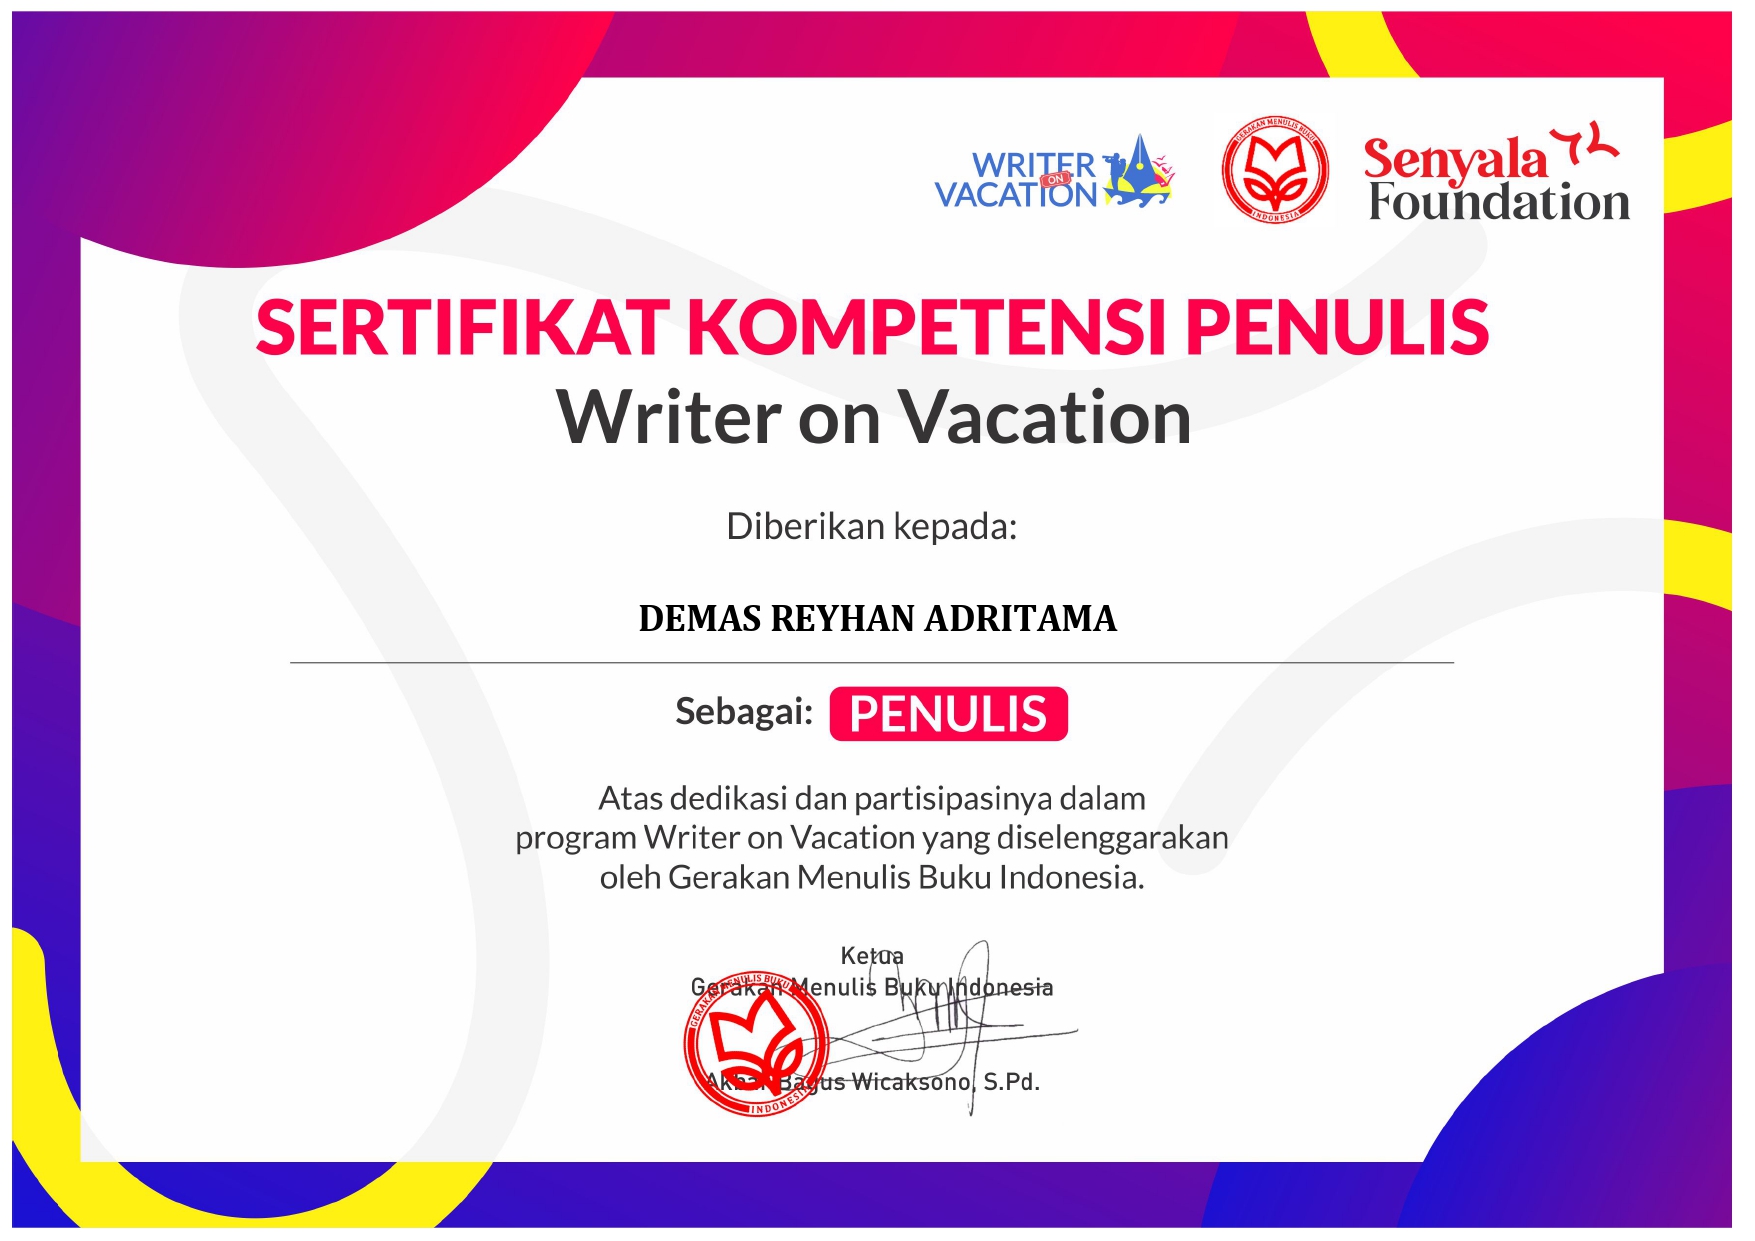 WRITER
ON
VACATION
GERAKAN MENULIS BUKU
INDONESIA
Senyala
Foundation
SERTIFIKAT KOMPETENSI PENULIS
Writer on Vacation
Diberikan kepada:
DEMAS REYHAN ADRITAMA
Sebagai: PENULIS
Atas dedikasi dan partisipasinya dalam
program Writer on Vacation yang diselenggarakan
oleh Gerakan Menulis Buku Indonesia.
Ketua
Gerakan Menulis Buku Indonesia
GERAKAN MENULIS BUKU
INDONESIA
Akbar Bagus Wicaksono, S.Pd.